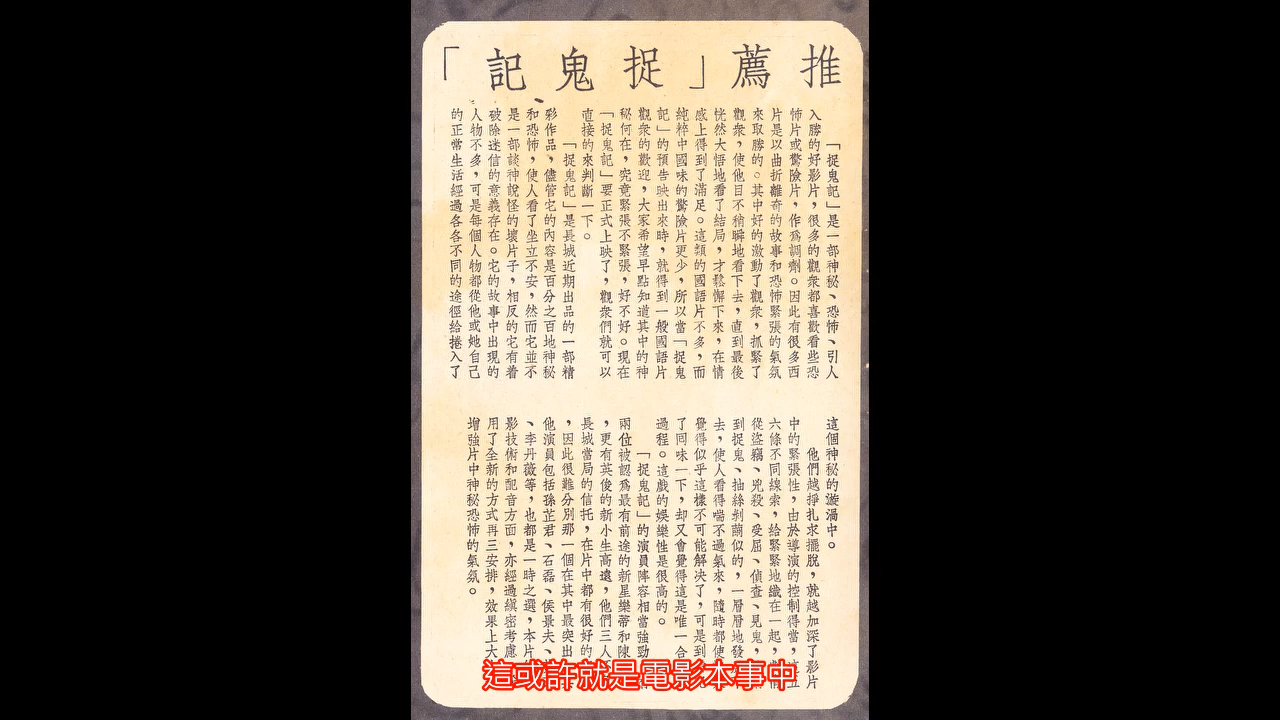 推薦「捉鬼記」
「捉鬼記」是一部神秘、恐怖、引人
入勝的好影片，很多的觀衆都喜歡看些恐
怖片或驚險片，作爲調劑。因此有很多西
片是以曲折離奇的故事和恐怖緊張的氣氛
來取勝的。其中好的激動了觀衆，抓緊了
觀衆，使他目不稍瞬地看下去，直到最後
恍然大悟地看了結局，才鬆懈下來，在情
感上得到了滿足。這類的國語片不多，而
純粹中國味的驚險片更少，所以當「捉鬼
記」的預告映出來時，就得到一般國語片
觀衆的歡迎，大家希望早點知道其中的神
秘何在，究竟緊張不緊張，好不好。現在
「捉鬼記」要正式上映了，觀衆們就可以
直接的來判斷一下。
「捉鬼記」是長城近期出品的一部精
彩作品，儘管它的內容是百分之百地神秘
和恐怖，使人看了坐立不安，然而它並不
是一部談神說怪的壞片子，相反的它有着
破除迷信的意義存在。它的故事中出現的
人物不多，可是每個人物都從他或她自己
的正常生活經過各各不同的途徑給捲入了
這個神秘的漩渦中。
他們越掙扎求擺脫，就越加深了影片
中的緊張性，由於導演的控制得當，立
六條不同線索，給緊緊地織在一起，
從盜竊、兇殺、受屈、偵查、見鬼，
到捉鬼、抽絲剝繭似的，一層層地發
去，使人看得喘不過氣來，隨時都使
覺得似乎這樣不可能解決了，可是到
了回味一下，却又會覺得這是唯一合
過程。這戲的娛樂性是很高的。
「捉鬼記」的演員陣容相當強勁
兩位被認爲最有前途的新星樂蒂和陳
，更有英俊的新小生高遠，他們三人
長城當局的信托，在片中都有很好的
，因此很難分別那一個在其中最突出
他演員包括孫芷君、石磊、侯景夫、
、李丹薇等，也都是一時之選，本片
影技術和配音方面，亦經過縝密考慮
用了全新的方式再三安排，效果上大
增強片中神秘恐怖的氣氛。
這或許就是電影本事中